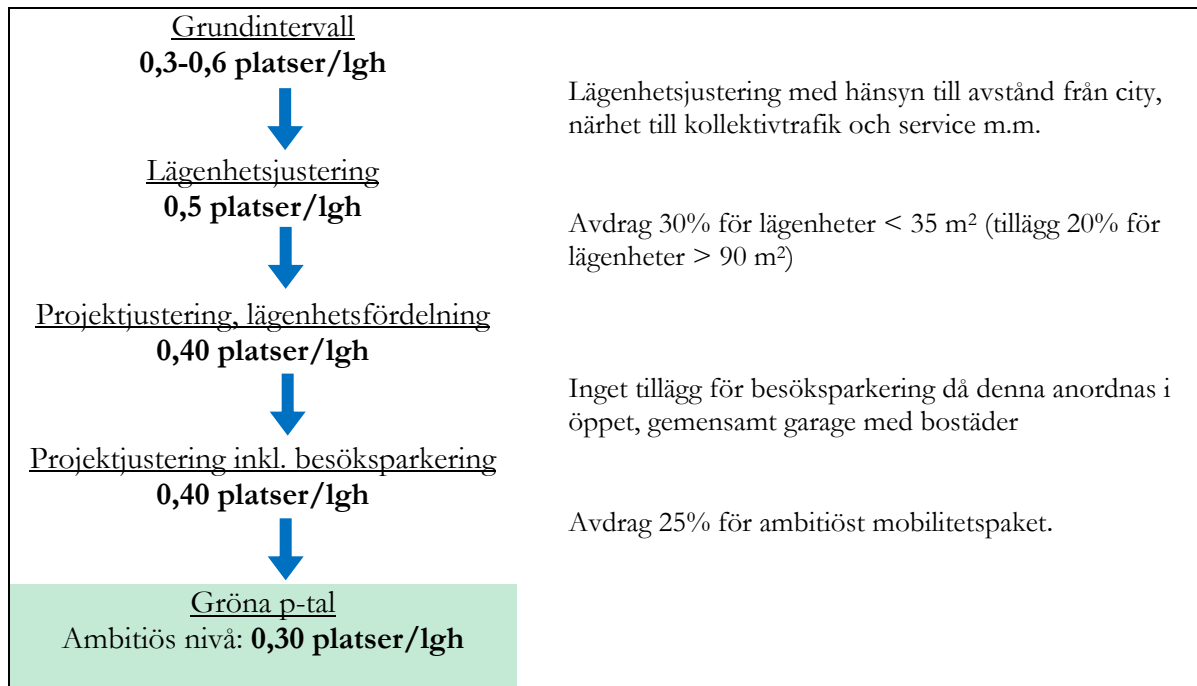 Grundintervall
0,3-0,6 platser/lgh
Lägenhetsjustering med hänsyn till avstånd från city,
närhet till kollektivtrafik och service m.m.
Lägenhetsjustering
0,5 platser/lgh
Avdrag 30% för lägenheter < 35 m² (tillägg 20% för
lägenheter > 90 m²)
Projektjustering, lägenhetsfördelning
0,40 platser/lgh
Inget tillägg för besöksparkering då denna anordnas i
öppet, gemensamt garage med bostäder
Projektjustering inkl. besöksparkering
0,40 platser/lgh
Avdrag 25% för ambitiöst mobilitetspaket.
Gröna p-tal
Ambitiös nivå: 0,30 platser/lgh